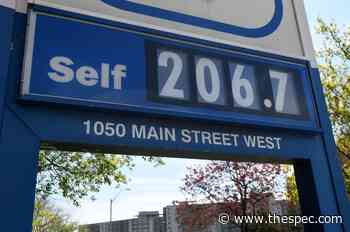 Self 206.7
1050 MAIN STREET WEST
www.thespec.com